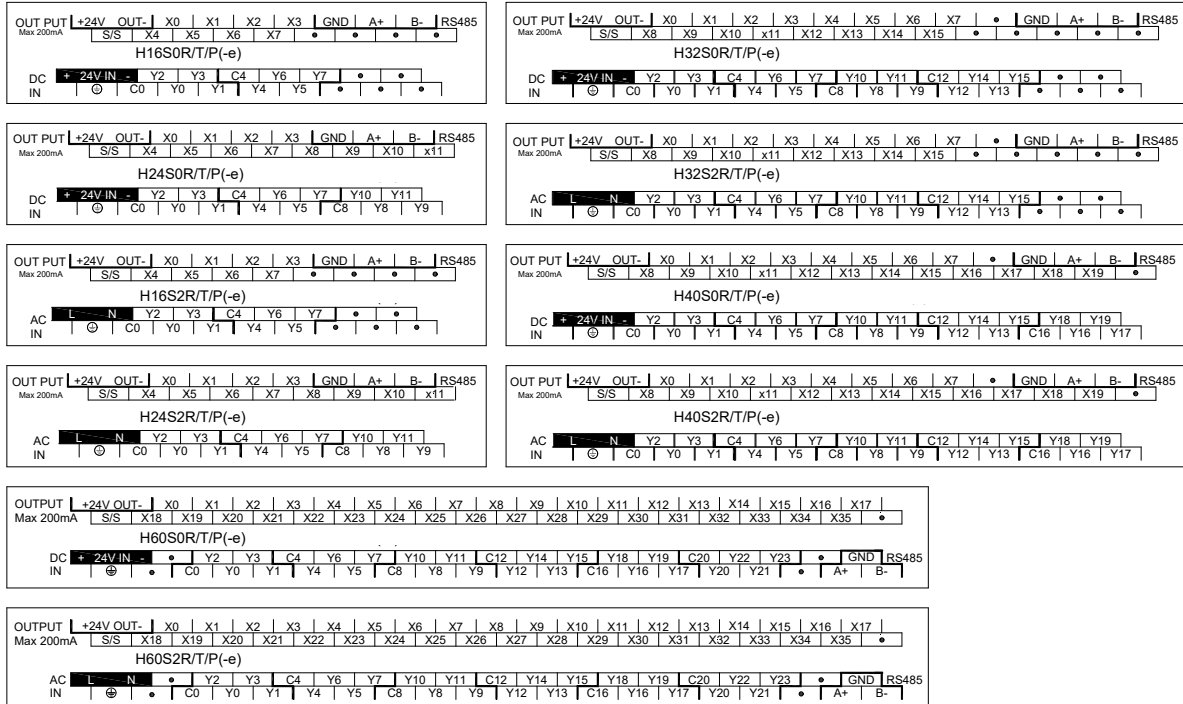 OUT PUT +24V OUT- X0 X1 X2 X3 GND A+ B- RS485
Max 200mA S/S X4 X5 X6 X7
H16S0R/T/P(-e)
DC + 24V IN - Y2 Y3 C4 Y6 Y7
IN C0 Y0 Y1 Y4 Y5
OUT PUT +24V OUT- X0 X1 X2 X3 GND A+ B- RS485
Max 200mA S/S X4 X5 X6 X7 X8 X9 X10 x11
H24S0R/T/P(-e)
DC + 24V IN - Y2 Y3 C4 Y6 Y7 Y10 Y11
IN C0 Y0 Y1 Y4 Y5 C8 Y8 Y9
OUT PUT +24V OUT- X0 X1 X2 X3 GND A+ B- RS485
Max 200mA S/S X4 X5 X6 X7
H16S2R/T/P(-e)
AC L N Y2 Y3 C4 Y6 Y7
IN C0 Y0 Y1 Y4 Y5
OUT PUT +24V OUT- X0 X1 X2 X3 GND A+ B- RS485
Max 200mA S/S X4 X5 X6 X7 X8 X9 X10 x11
H24S2R/T/P(-e)
AC L N Y2 Y3 C4 Y6 Y7 Y10 Y11
IN C0 Y0 Y1 Y4 Y5 C8 Y8 Y9
OUT PUT +24V OUT- X0 X1 X2 X3 X4 X5 X6 X7 GND A+ B- RS485
Max 200mA S/S X8 X9 X10 x11 X12 X13 X14 X15
H32S0R/T/P(-e)
DC + 24V IN - Y2 Y3 C4 Y6 Y7 Y10 Y11 C12 Y14 Y15
IN C0 Y0 Y1 Y4 Y5 C8 Y8 Y9 Y12 Y13
OUT PUT +24V OUT- X0 X1 X2 X3 X4 X5 X6 X7 GND A+ B- RS485
Max 200mA S/S X8 X9 X10 x11 X12 X13 X14 X15
H32S2R/T/P(-e)
AC L N Y2 Y3 C4 Y6 Y7 Y10 Y11 C12 Y14 Y15
IN C0 Y0 Y1 Y4 Y5 C8 Y8 Y9 Y12 Y13
OUT PUT +24V OUT- X0 X1 X2 X3 X4 X5 X6 X7 GND A+ B- RS485
Max 200mA S/S X8 X9 X10 x11 X12 X13 X14 X15 X16 X17 X18 X19
H40S0R/T/P(-e)
DC + 24V IN - Y2 Y3 C4 Y6 Y7 Y10 Y11 C12 Y14 Y15 Y18 Y19
IN C0 Y0 Y1 Y4 Y5 C8 Y8 Y9 Y12 Y13 C16 Y16 Y17
OUT PUT +24V OUT- X0 X1 X2 X3 X4 X5 X6 X7 GND A+ B- RS485
Max 200mA S/S X8 X9 X10 x11 X12 X13 X14 X15 X16 X17 X18 X19
H40S2R/T/P(-e)
AC L N Y2 Y3 C4 Y6 Y7 Y10 Y11 C12 Y14 Y15 Y18 Y19
IN C0 Y0 Y1 Y4 Y5 C8 Y8 Y9 Y12 Y13 C16 Y16 Y17
OUTPUT +24V OUT- X0 X1 X2 X3 X4 X5 X6 X7 X8 X9 X10 X11 X12 X13 X14 X15 X16 X17
Max 200mA S/S X18 X19 X20 X21 X22 X23 X24 X25 X26 X27 X28 X29 X30 X31 X32 X33 X34 X35
H60S0R/T/P(-e)
DC + 24V IN - Y2 Y3 C4 Y6 Y7 Y10 Y11 C12 Y14 Y15 Y18 Y19 C20 Y22 Y23 GND RS485
IN C0 Y0 Y1 Y4 Y5 C8 Y8 Y9 Y12 Y13 C16 Y16 Y17 Y20 Y21 A+ B-
OUTPUT +24V OUT- X0 X1 X2 X3 X4 X5 X6 X7 X8 X9 X10 X11 X12 X13 X14 X15 X16 X17
Max 200mA S/S X18 X19 X20 X21 X22 X23 X24 X25 X26 X27 X28 X29 X30 X31 X32 X33 X34 X35
H60S2R/T/P(-e)
AC L N Y2 Y3 C4 Y6 Y7 Y10 Y11 C12 Y14 Y15 Y18 Y19 C20 Y22 Y23 GND RS485
IN C0 Y0 Y1 Y4 Y5 C8 Y8 Y9 Y12 Y13 C16 Y16 Y17 Y20 Y21 A+ B-